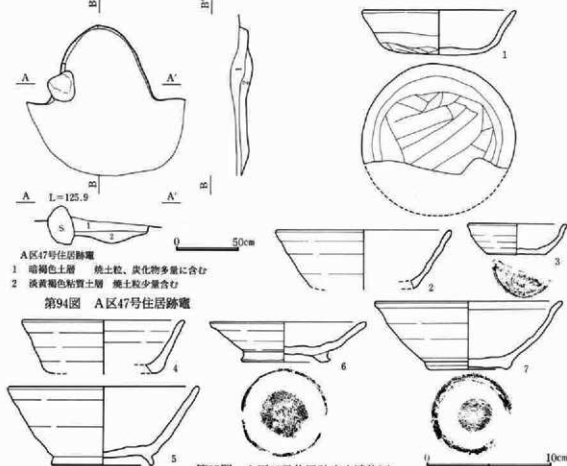 B
B'
A
A'
1
2
B
B'
A
L=125.9
A'
S
1
2
0
50cm
A区47号住居跡竈
1 暗褐色土層 焼土粒、炭化物多量に含む
2 淡黄褐色粘質土層 焼土粒少量含む
第94図 A区47号住居跡竈
1
2
3
4
5
6
7
0
10cm